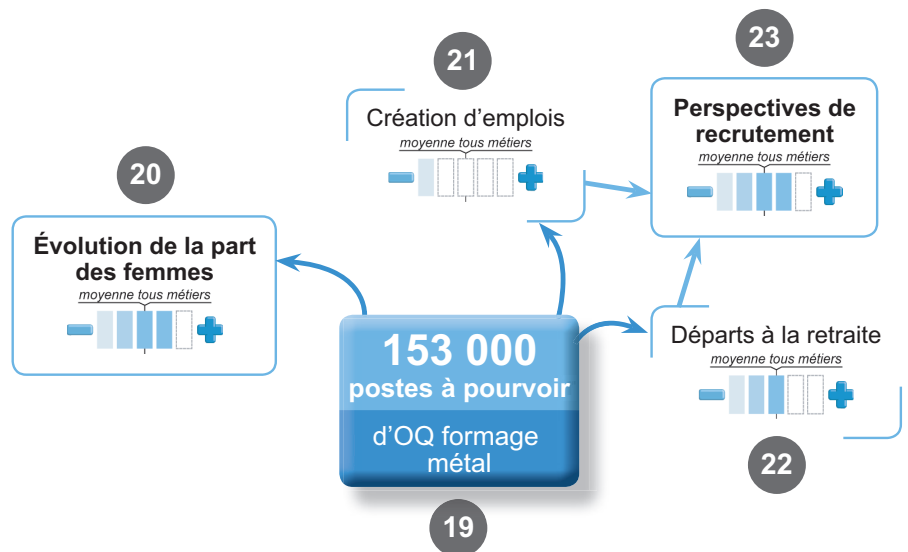 23
21
Perspectives de
recrutement
moyenne tous métiers
Création d'emplois
moyenne tous métiers
20
Évolution de la part
des femmes
moyenne tous métiers
153 000
postes à pourvoir
d'OQ formage
métal
19
Départs à la retraite
moyenne tous métiers
22